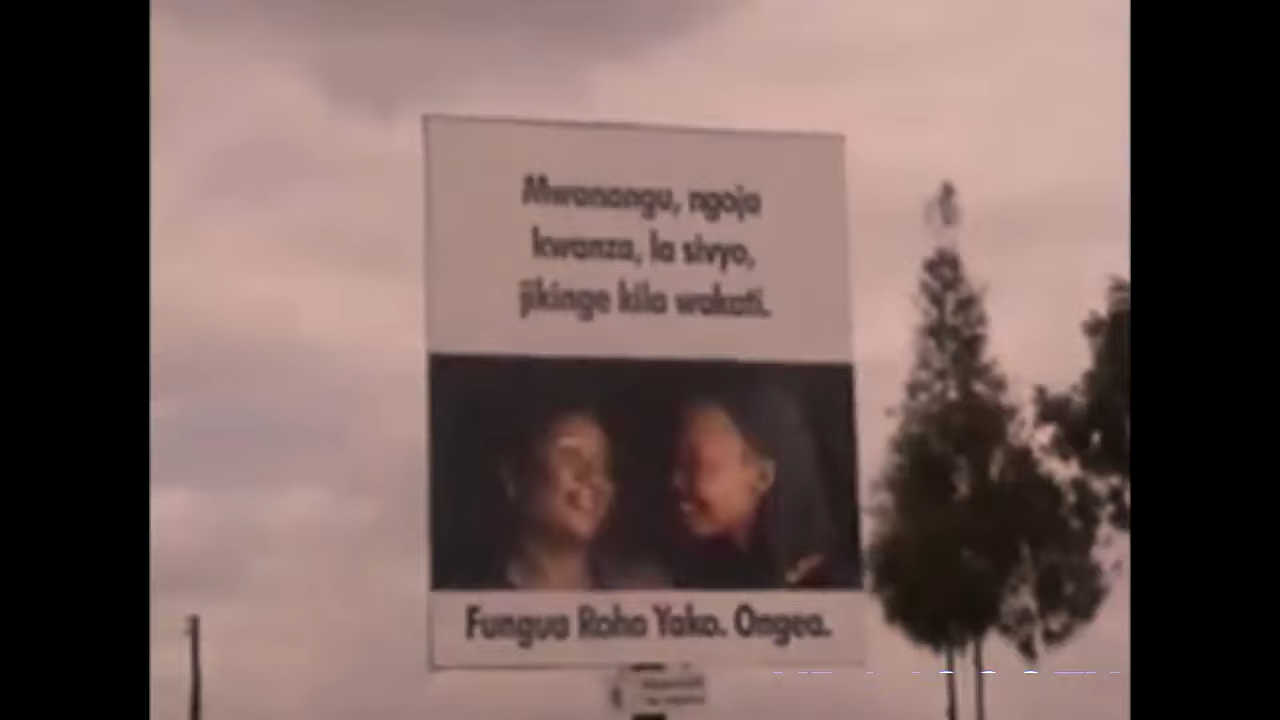 Mwanangu, ngoja
kwanza, la sivyo,
jikinge kila wakati.
Fungua Roho Yako. Ongea.